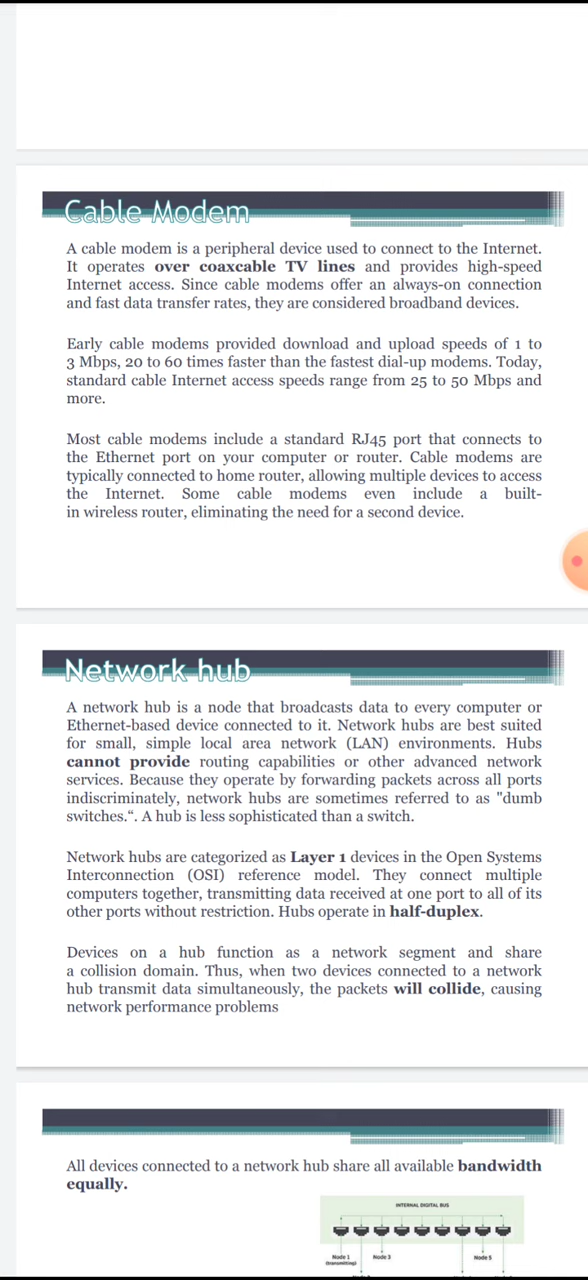 Cable Modem
A cable modem is a peripheral device used to connect to the Internet.
It operates over coaxcable TV lines and provides high-speed
Internet access. Since cable modems offer an always-on connection
and fast data transfer rates, they are considered broadband devices.
Early cable modems provided download and upload speeds of 1 to
3 Mbps, 20 to 60 times faster than the fastest dial-up modems. Today,
standard cable Internet access speeds range from 25 to 50 Mbps and
more.
Most cable modems include a standard RJ45 port that connects to
the Ethernet port on your computer or router. Cable modems are
typically connected to home router, allowing multiple devices to access
the Internet. Some cable modems even include a built-
in wireless router, eliminating the need for a second device.
Network hub
A network hub is a node that broadcasts data to every computer or
Ethernet-based device connected to it. Network hubs are best suited
for small, simple local area network (LAN) environments. Hubs
cannot provide routing capabilities or other advanced network
services. Because they operate by forwarding packets across all ports
indiscriminately, network hubs are sometimes referred to as "dumb
switches.“. A hub is less sophisticated than a switch.
Network hubs are categorized as Layer 1 devices in the Open Systems
Interconnection (OSI) reference model. They connect multiple
computers together, transmitting data received at one port to all of its
other ports without restriction. Hubs operate in half-duplex.
Devices on a hub function as a network segment and share
a collision domain. Thus, when two devices connected to a network
hub transmit data simultaneously, the packets will collide, causing
network performance problems
All devices connected to a network hub share all available bandwidth
equally.
INTERNAL DIGITAL BUS
Node 1 Node 3 Node 5
(transmitting)